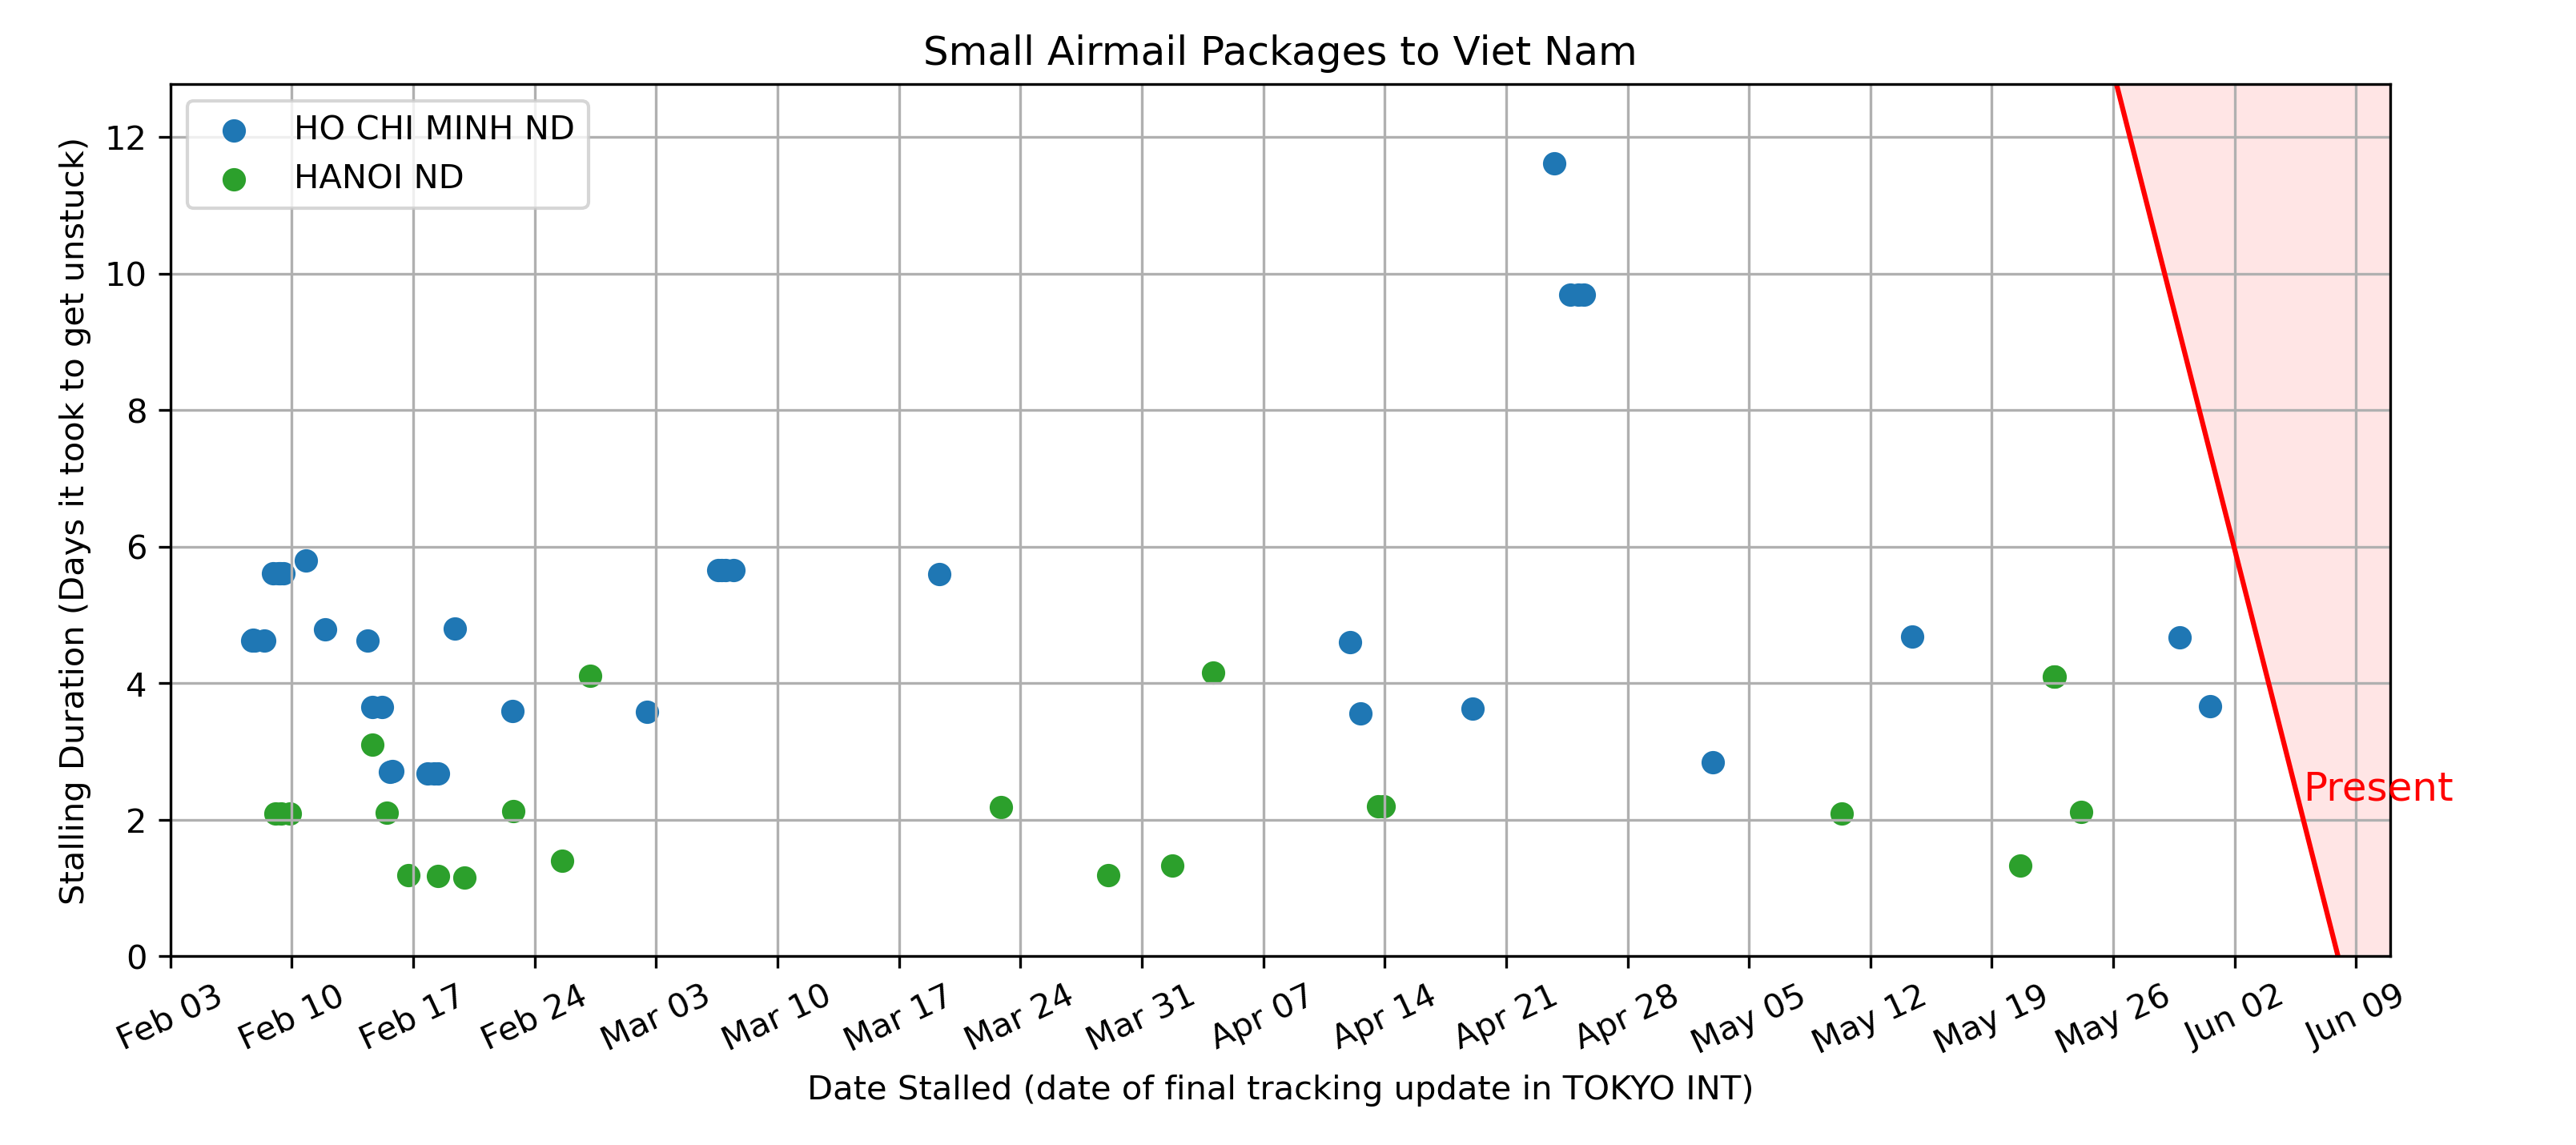 Small Airmail Packages to Viet Nam
HO CHI MINH ND
HANOI ND
Stalling Duration (Days it took to get unstuck)
12
10
8
6
4
2
0
Present
Feb 03
Feb 10
Feb 17
Feb 24
Mar 03
Mar 10
Mar 17
Mar 24
Mar 31
Apr 07
Apr 14
Apr 21
Apr 28
May 05
May 12
May 19
May 26
Jun 02
Jun 09
Date Stalled (date of final tracking update in TOKYO INT)